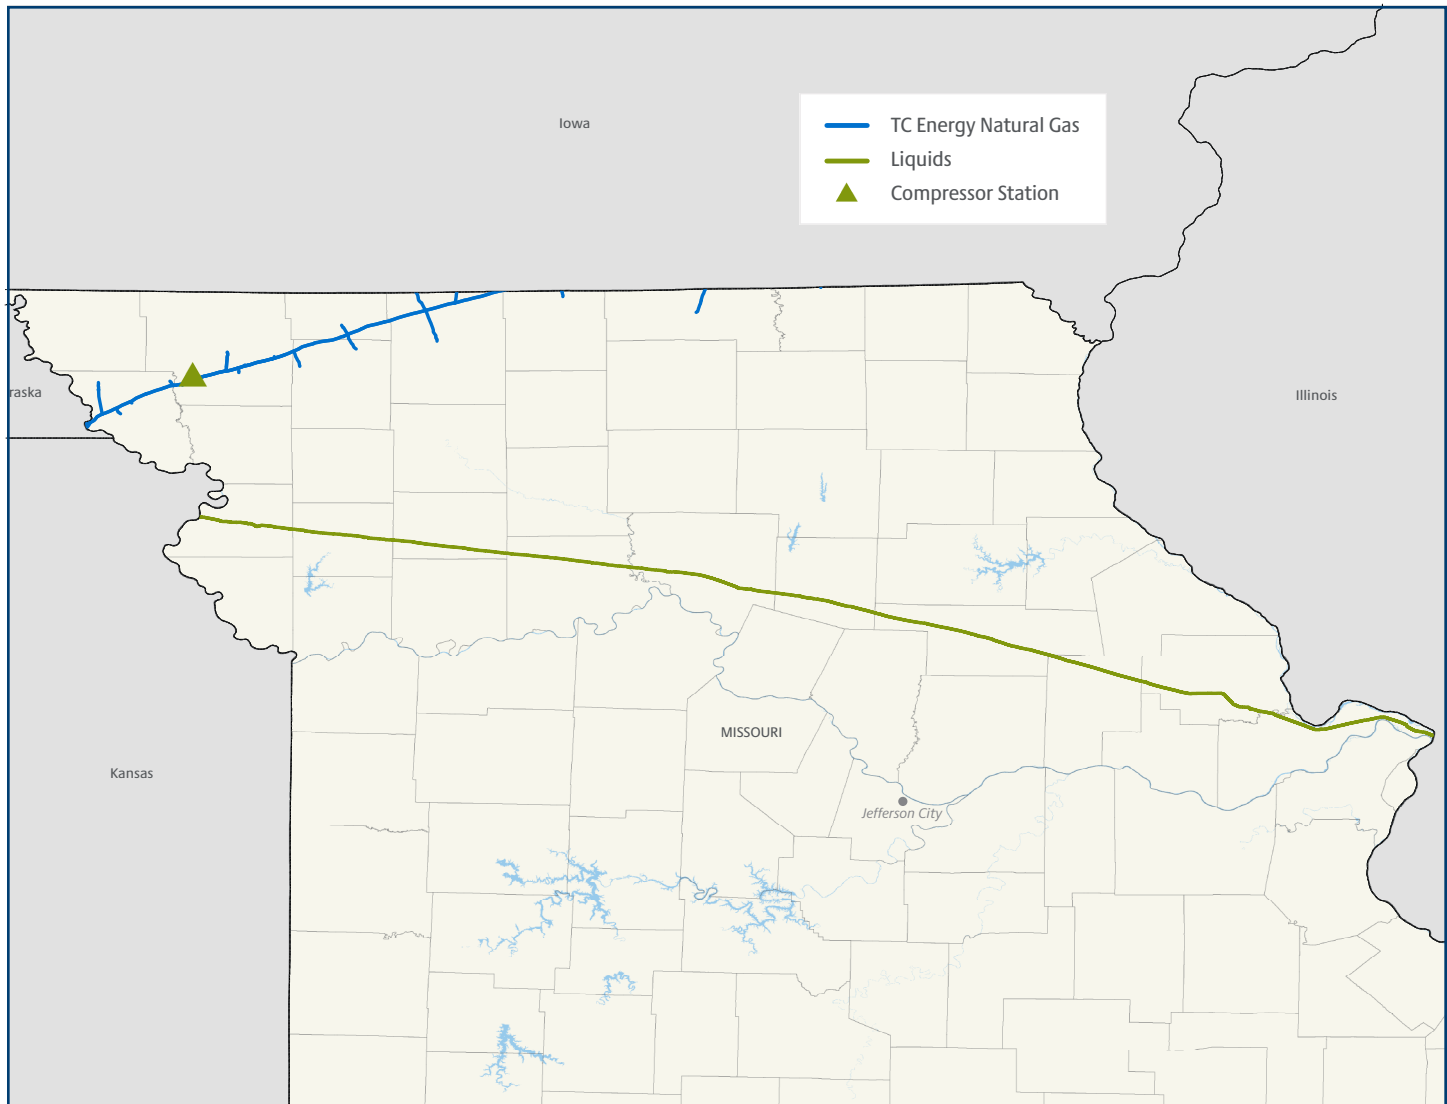 Iowa
TC Energy Natural Gas
Liquids
Compressor Station
raska
Illinois
MISSOURI
Kansas
Jefferson City